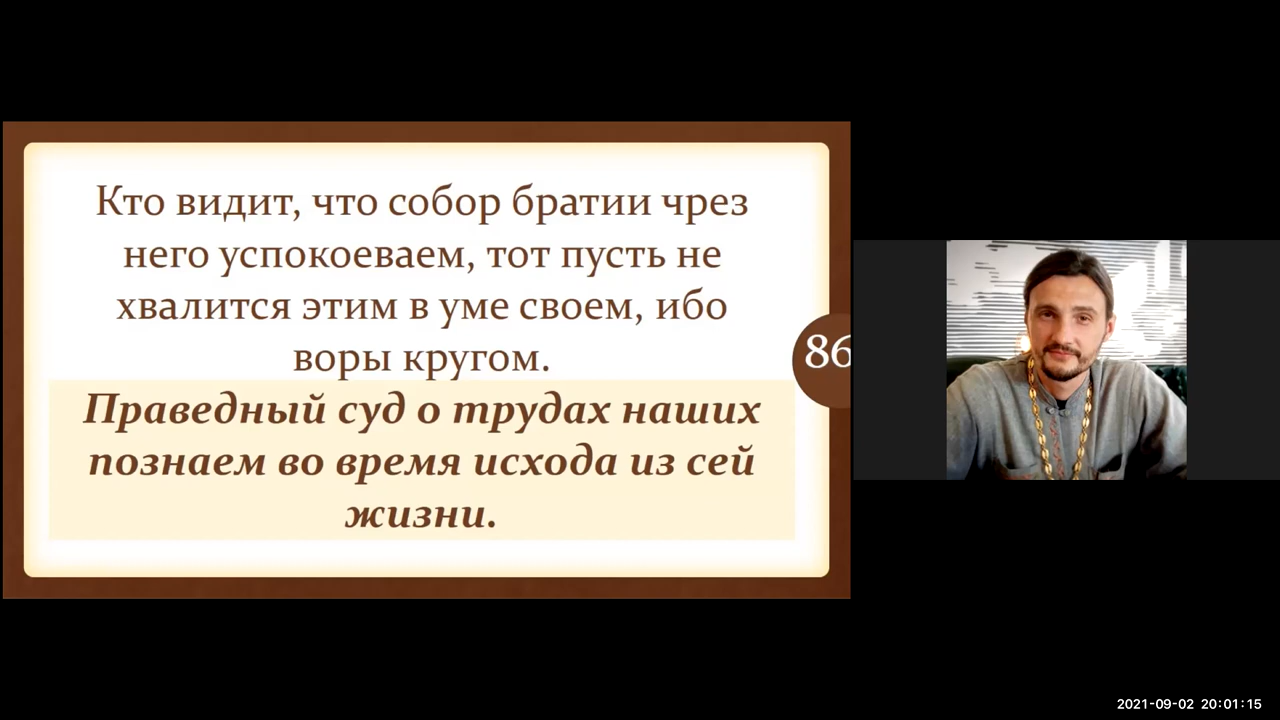 Кто видит, что собор братии чрез
него успокоеваем, тот пусть не
хвалится этим в уме своем, ибо
воры кругом.
Праведный суд о трудах наших
познаем во время исхода из сей
жизни.
86
2021-09-02 20:01:15